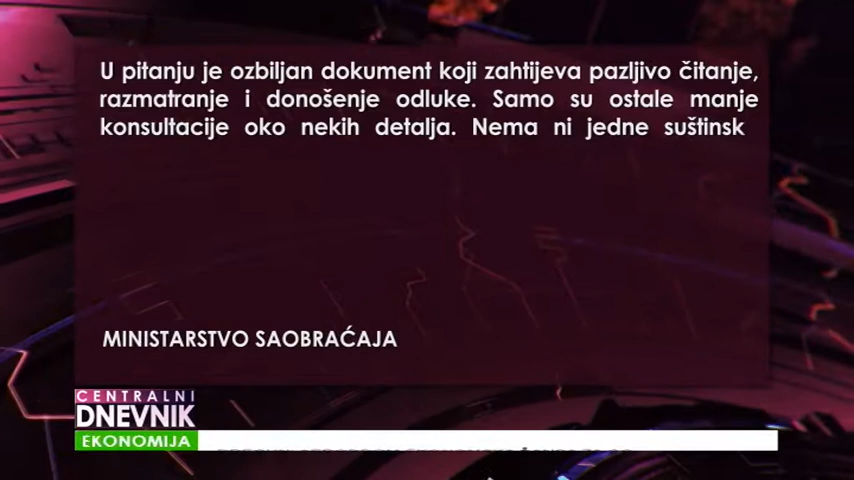 U pitanju je ozbiljan dokument koji zahtijeva pazljivo čitanje,
razmatranje i donošenje odluke. Samo su ostale manje
konsultacije oko nekih detalja. Nema ni jedne suštinsk
MINISTARSTVO SAOBRAĆAJA
CENTRALNI
DNEVNIK
EKONOMIJA